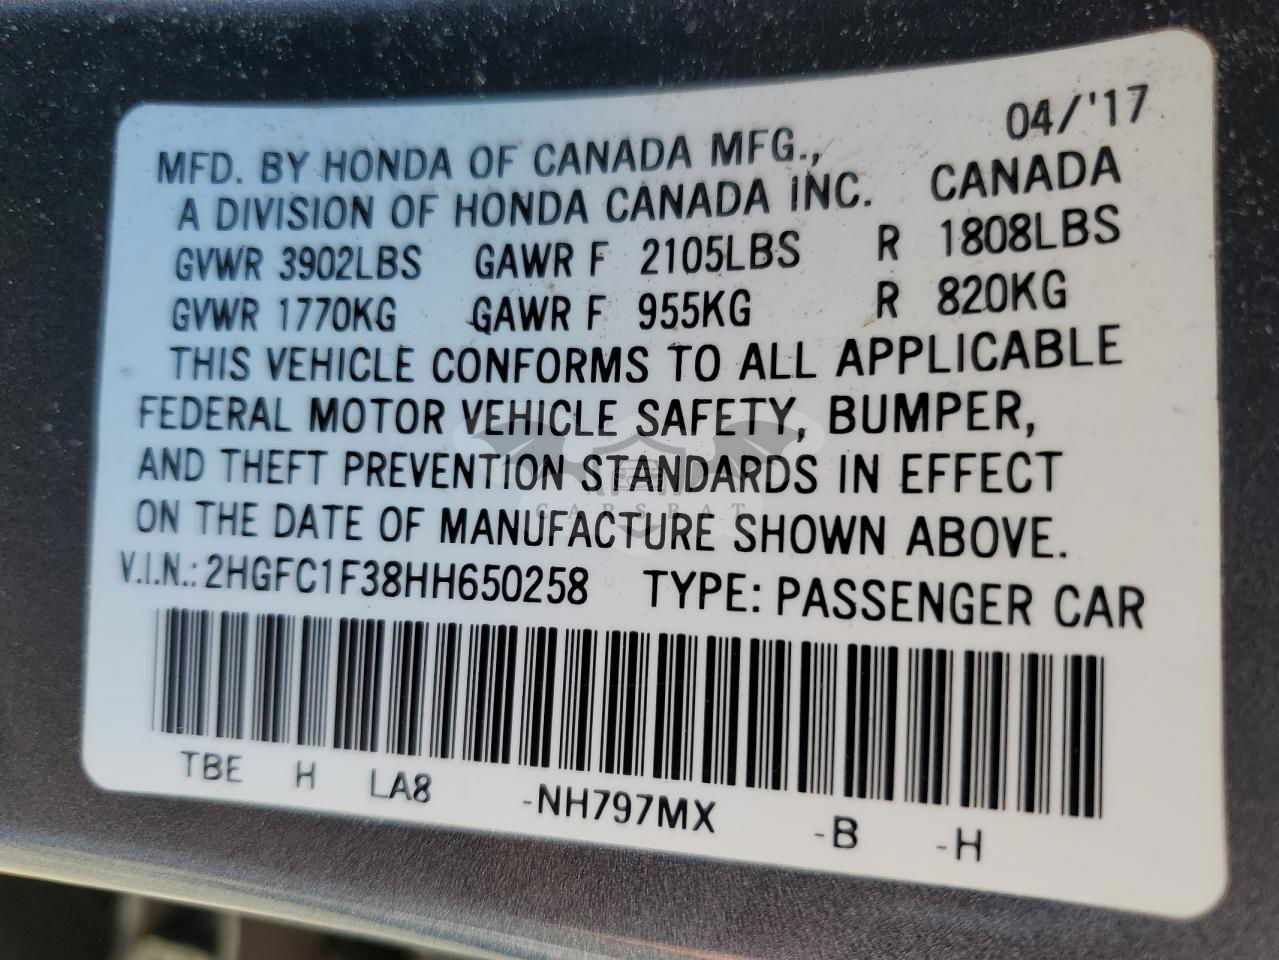 04/'17
MFD. BY HONDA OF CANADA MFG.,
A DIVISION OF HONDA CANADA INC. CANADA
GVWR 3902LBS GAWR F 2105LBS R 1808LBS
GVWR 1770KG GAWR F 955KG R 820KG
THIS VEHICLE CONFORMS TO ALL APPLICABLE
FEDERAL MOTOR VEHICLE SAFETY, BUMPER,
AND THEFT PREVENTION STANDARDS IN EFFECT
CARSBAT
ON THE DATE OF MANUFACTURE SHOWN ABOVE.
V.I.N.: 2HGFC1F38HH650258 TYPE: PASSENGER CAR
TBE H LA8 -NH797MX -B -H